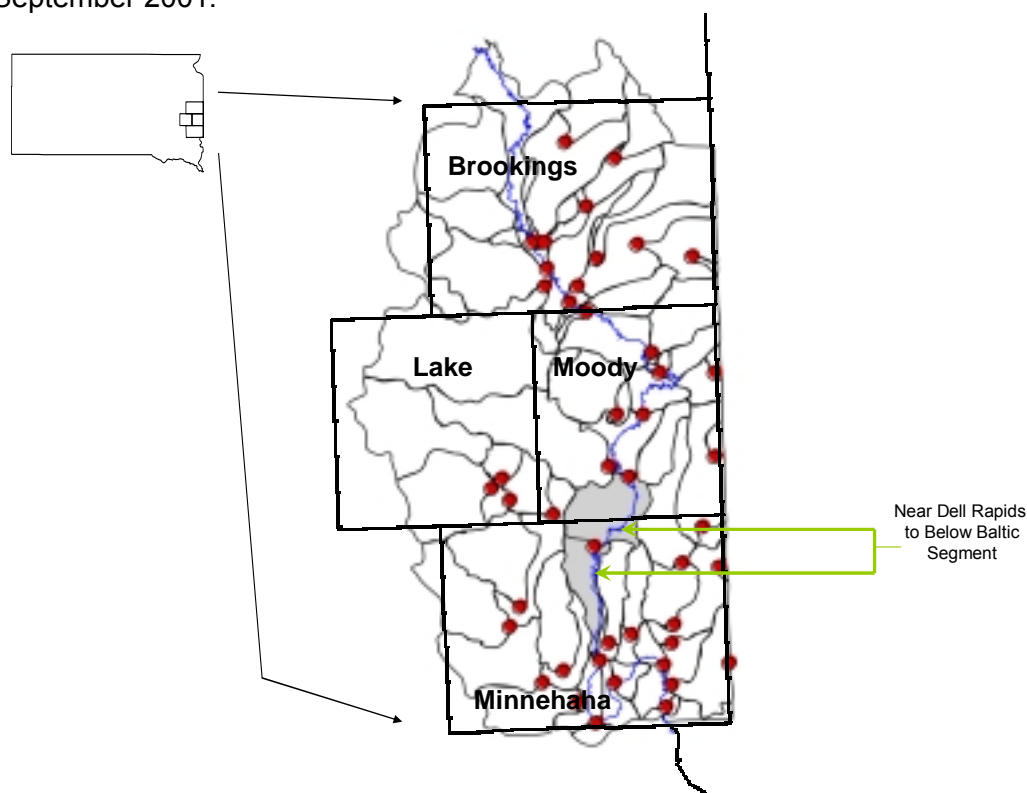 September 2001.
Brookings
Lake
Moody
Near Dell Rapids
to Below Baltic
Segment
Minnehaha